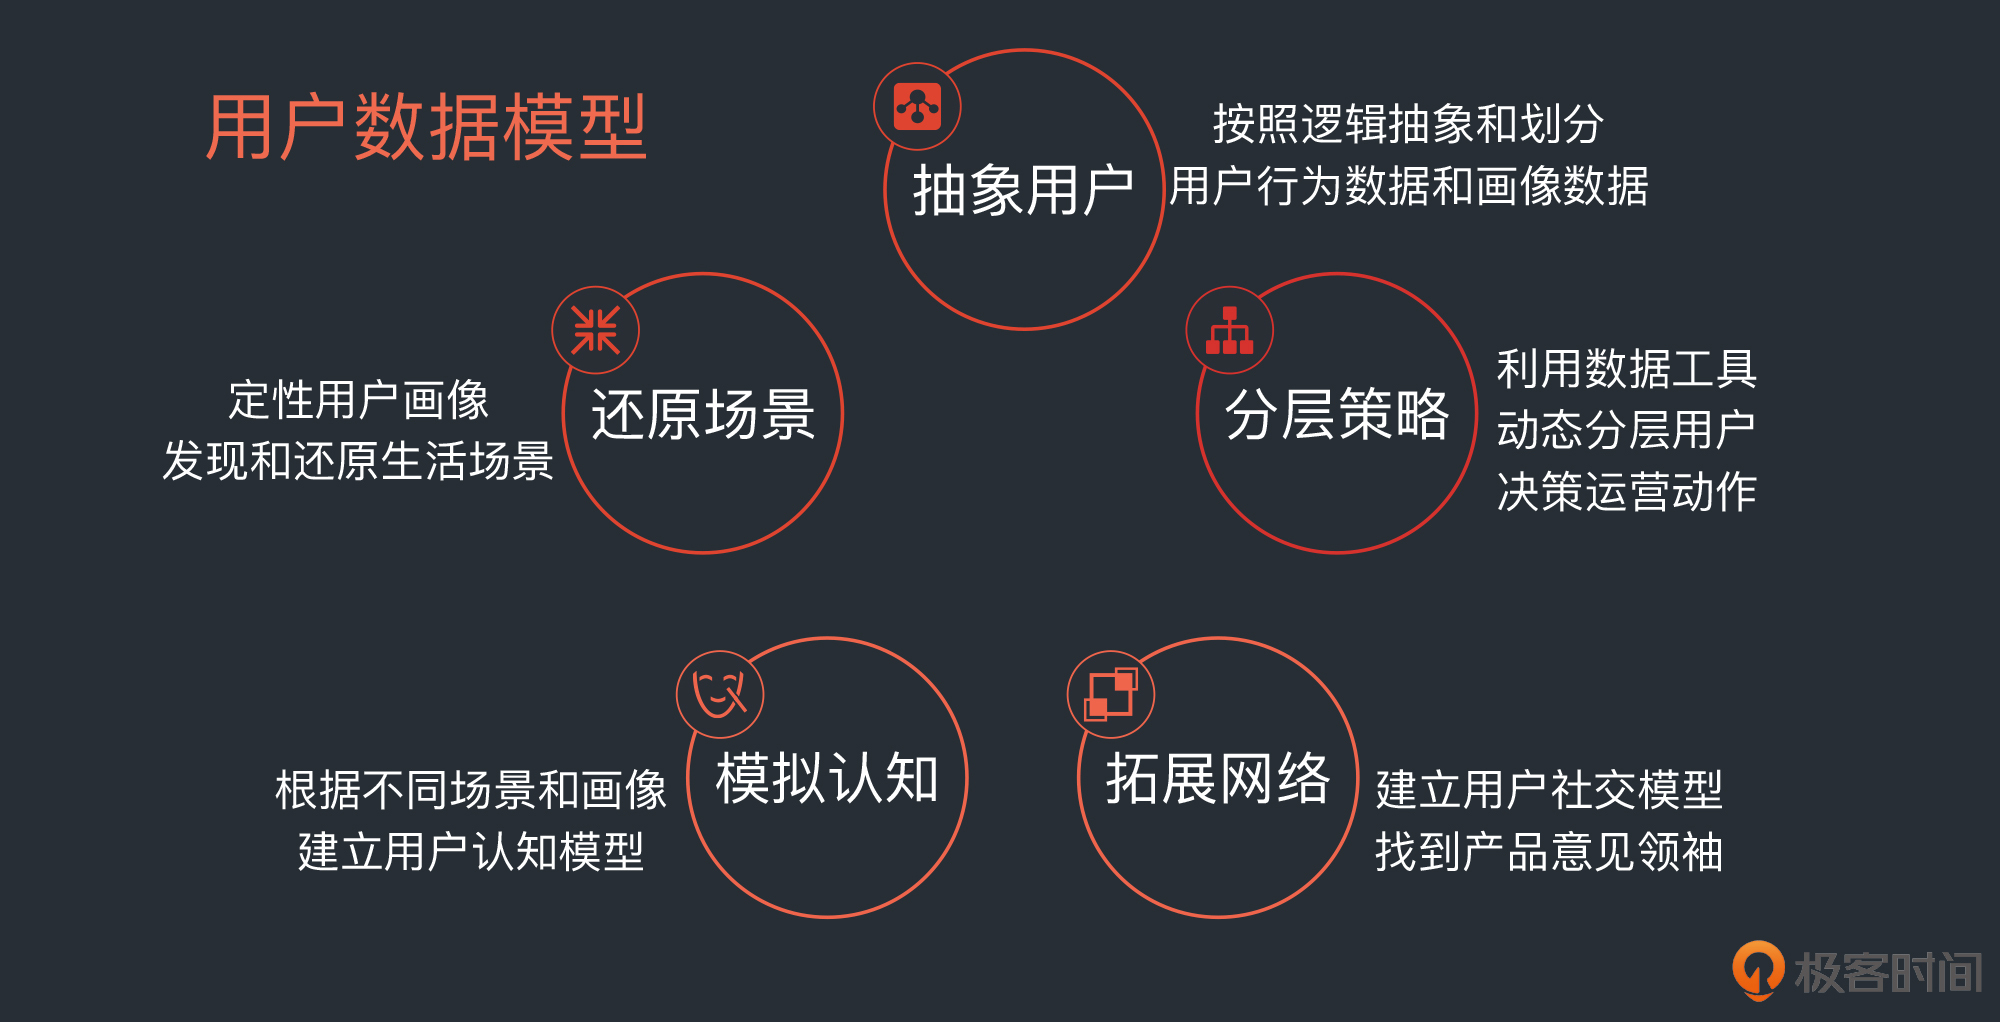 用户数据模型
抽象用户
按照逻辑抽象和划分
用户行为数据和画像数据
还原场景
定性用户画像
发现和还原生活场景
分层策略
利用数据工具
动态分层用户
决策运营动作
模拟认知
根据不同场景和画像
建立用户认知模型
拓展网络
建立用户社交模型
找到产品意见领袖
极客时间